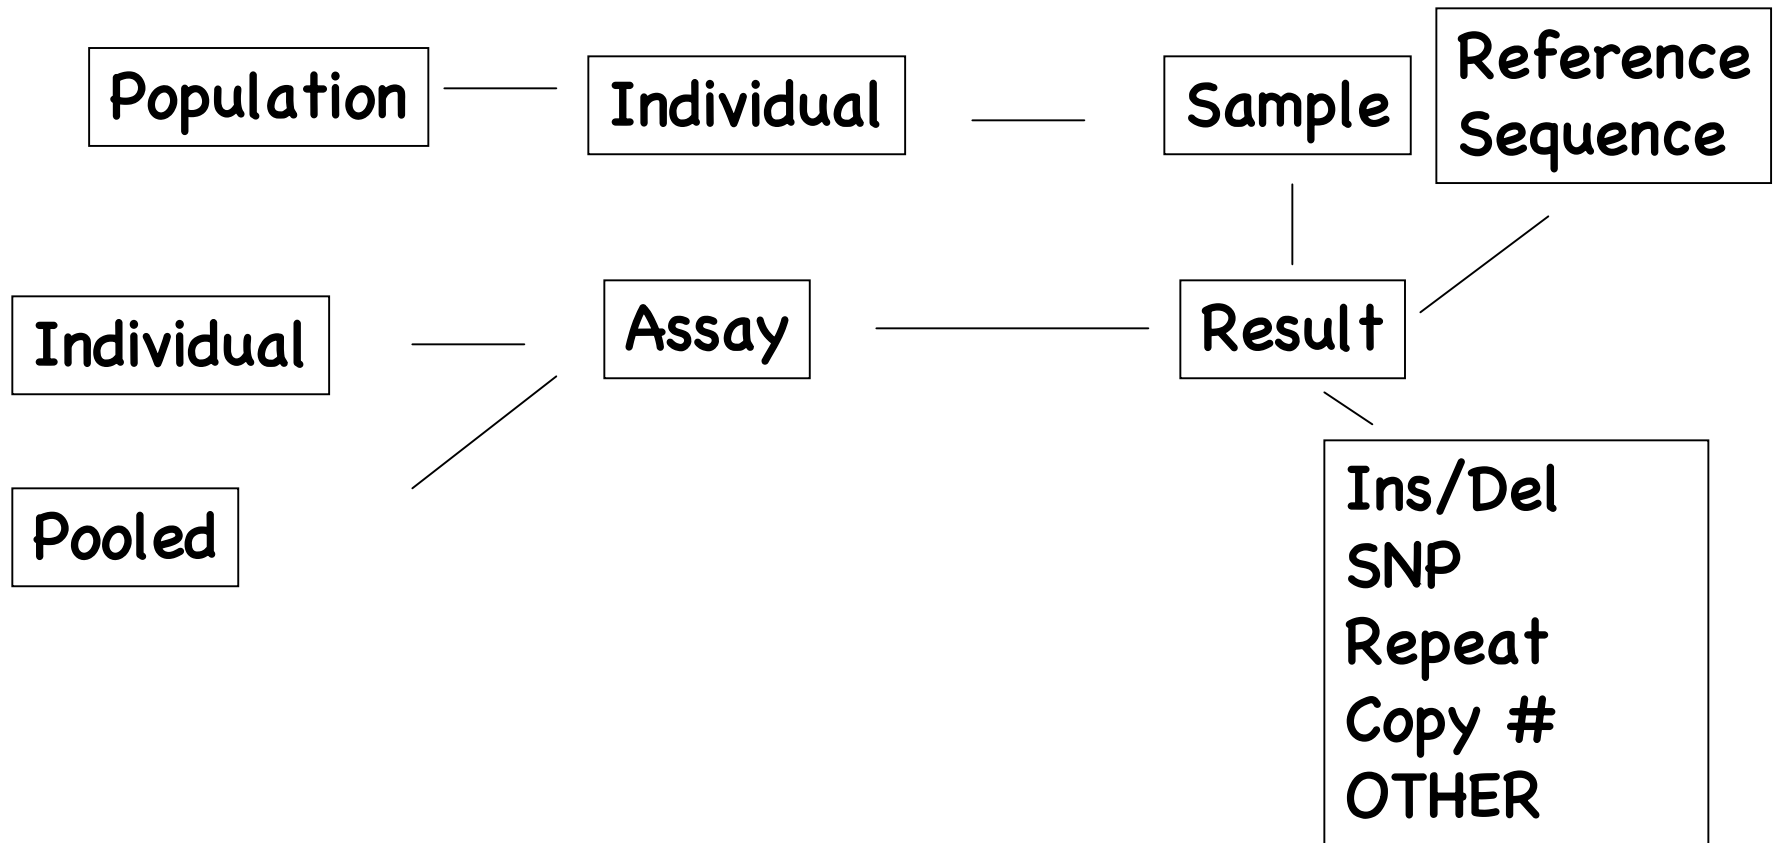 Population
Individual
Sample
Reference
Sequence
Individual
Assay
Result
Pooled
Ins/Del
SNP
Repeat
Copy #
OTHER